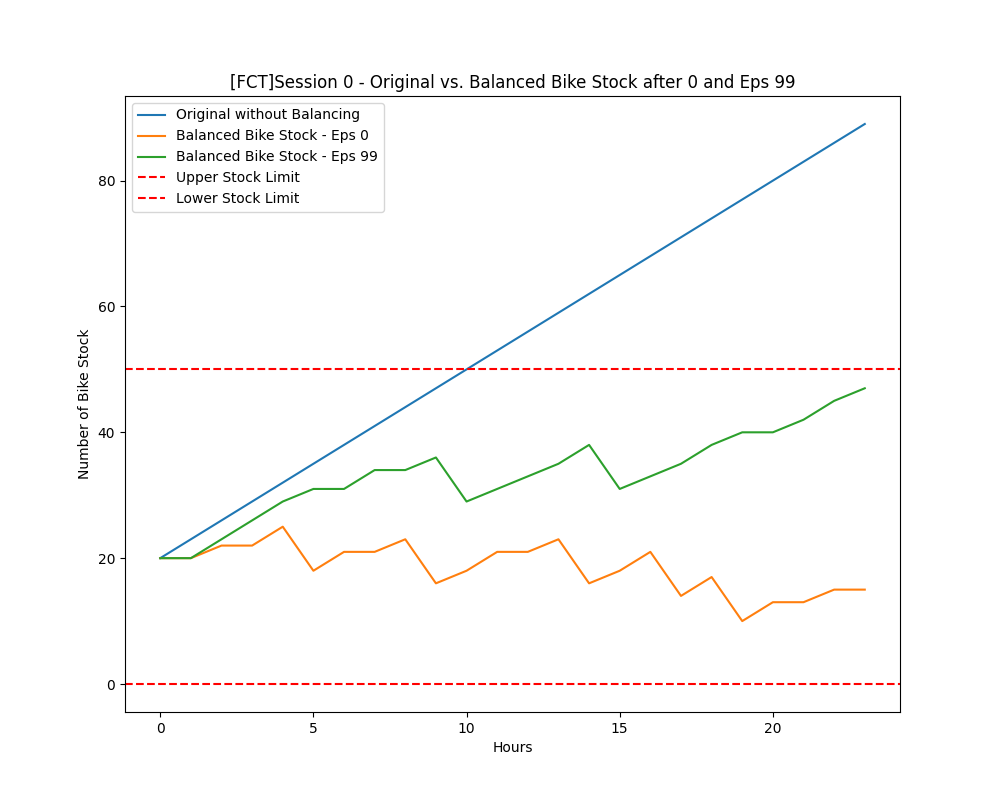 [FCT]Session 0 - Original vs. Balanced Bike Stock after 0 and Eps 99
Original without Balancing
Balanced Bike Stock - Eps 0
Balanced Bike Stock - Eps 99
Upper Stock Limit
Lower Stock Limit
Number of Bike Stock
80
60
40
20
0
0 5 10 15 20
Hours